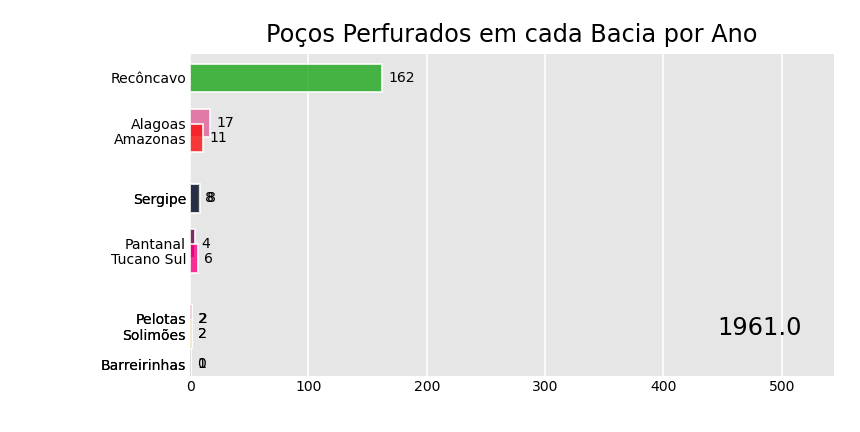 Poços Perfurados em cada Bacia por Ano
Recôncavo 162
Alagoas 17
Amazonas 11
Sergipe 8
Pantanal 4
Tucano Sul 6
Pelotas 2
Solimões 2
1961.0
Barreirinhas
0 100 200 300 400 500